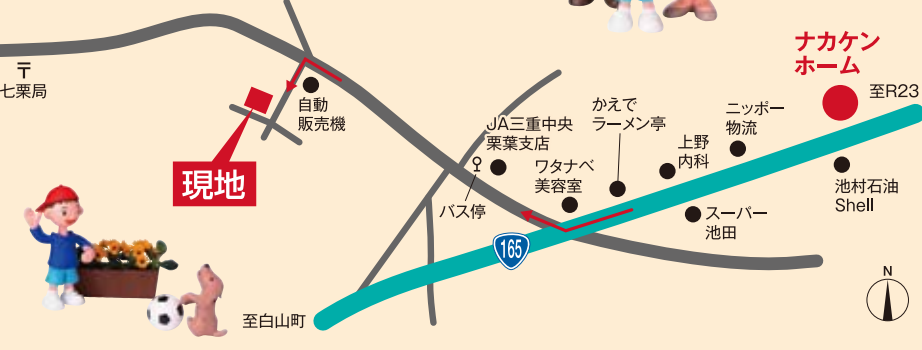 ナカケン
ホーム
至R23
〒
七栗局
自動
販売機
現地
JA三重中央
栗葉支店
バス停
ワタナベ
美容室
かえで
ラーメン亭
上野
内科
ニッポー
物流
池村石油
Shell
スーパー
池田
165
至白山町
N